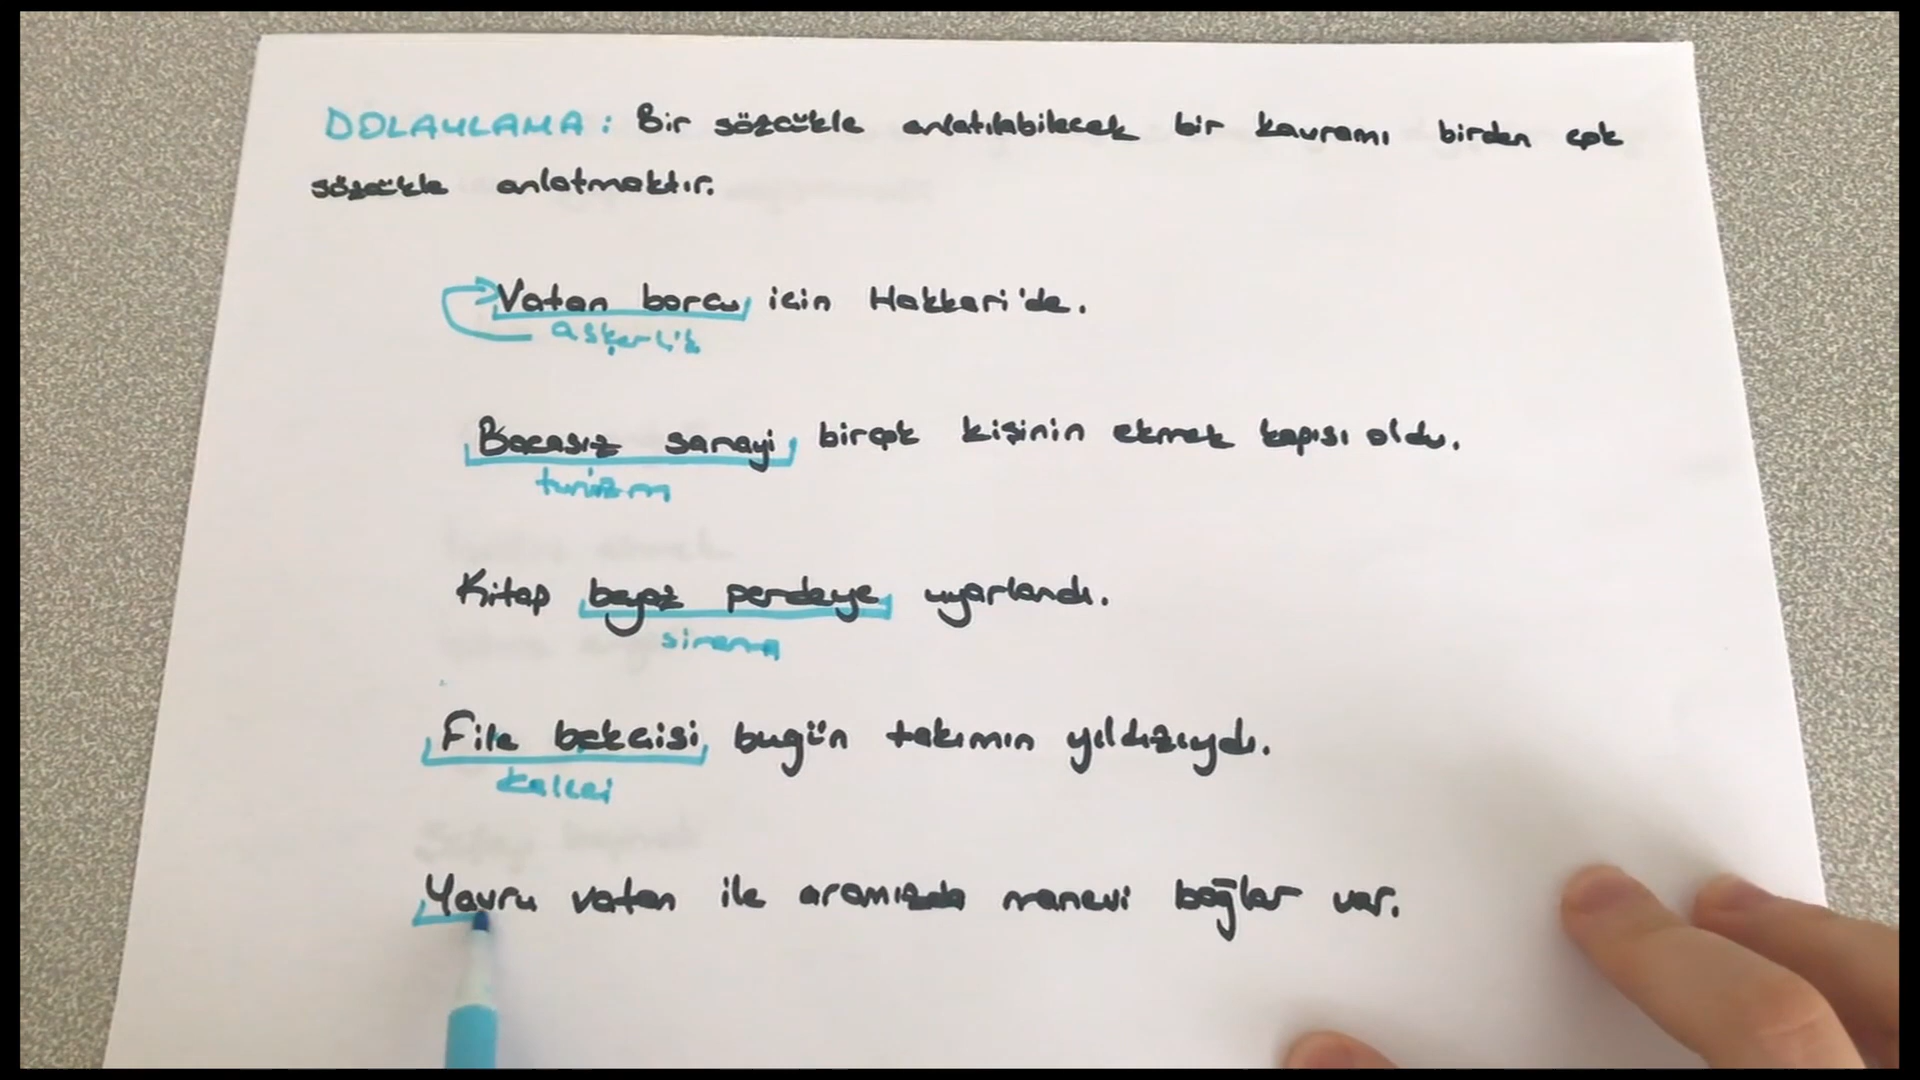 DOLAYLAMA: Bir sözcükle anlatılabilecek bir kavramı birden çok
sözcükle anlatmaktır.
Vatan borcu için Hakkari'de.
askerlik
Bacasız sanayi birçok kişinin ekmek kapısı oldu.
turizm
Kitap beyaz perdeye uyarlandı.
sinema
File bekçisi bugün takımın yıldızıydı.
kaleci
Yavru vatan ile aramızda manevi bağlar var.